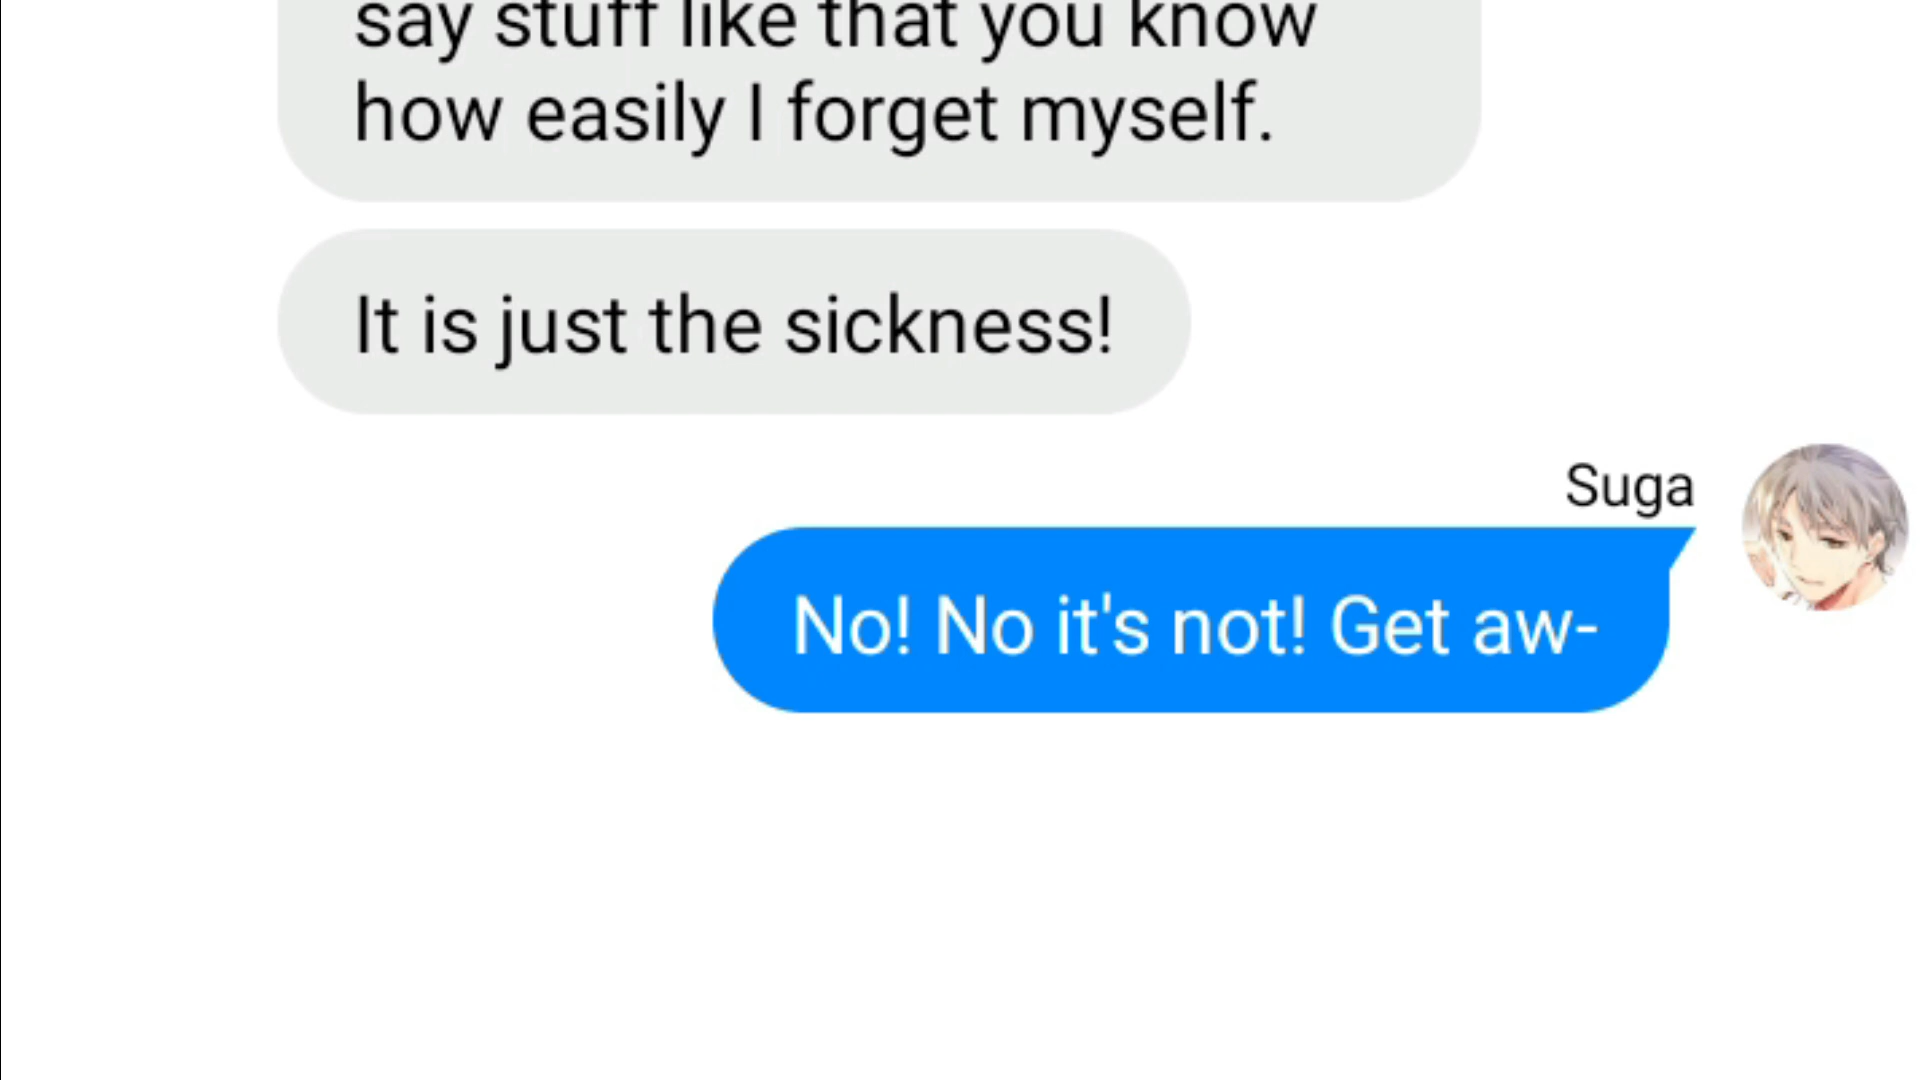 say stuff like that you know
how easily I forget myself.
It is just the sickness!
Suga
No! No it's not! Get aw-